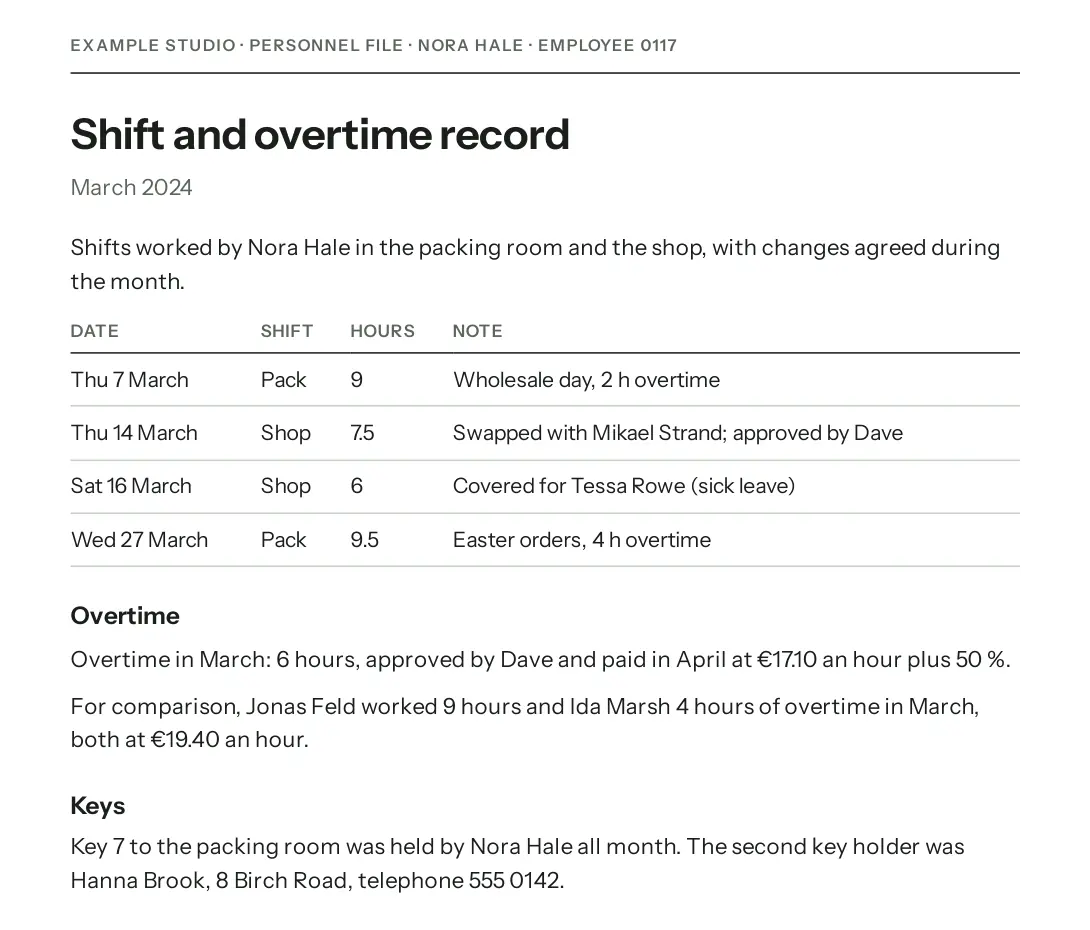 EXAMPLE STUDIO · PERSONNEL FILE · NORA HALE · EMPLOYEE 0117
Shift and overtime record
March 2024
Shifts worked by Nora Hale in the packing room and the shop, with changes agreed during
the month.
DATE SHIFT HOURS NOTE
Thu 7 March Pack 9 Wholesale day, 2 h overtime
Thu 14 March Shop 7.5 Swapped with Mikael Strand; approved by Dave
Sat 16 March Shop 6 Covered for Tessa Rowe (sick leave)
Wed 27 March Pack 9.5 Easter orders, 4 h overtime
Overtime
Overtime in March: 6 hours, approved by Dave and paid in April at €17.10 an hour plus 50 %.
For comparison, Jonas Feld worked 9 hours and Ida Marsh 4 hours of overtime in March,
both at €19.40 an hour.
Keys
Key 7 to the packing room was held by Nora Hale all month. The second key holder was
Hanna Brook, 8 Birch Road, telephone 555 0142.